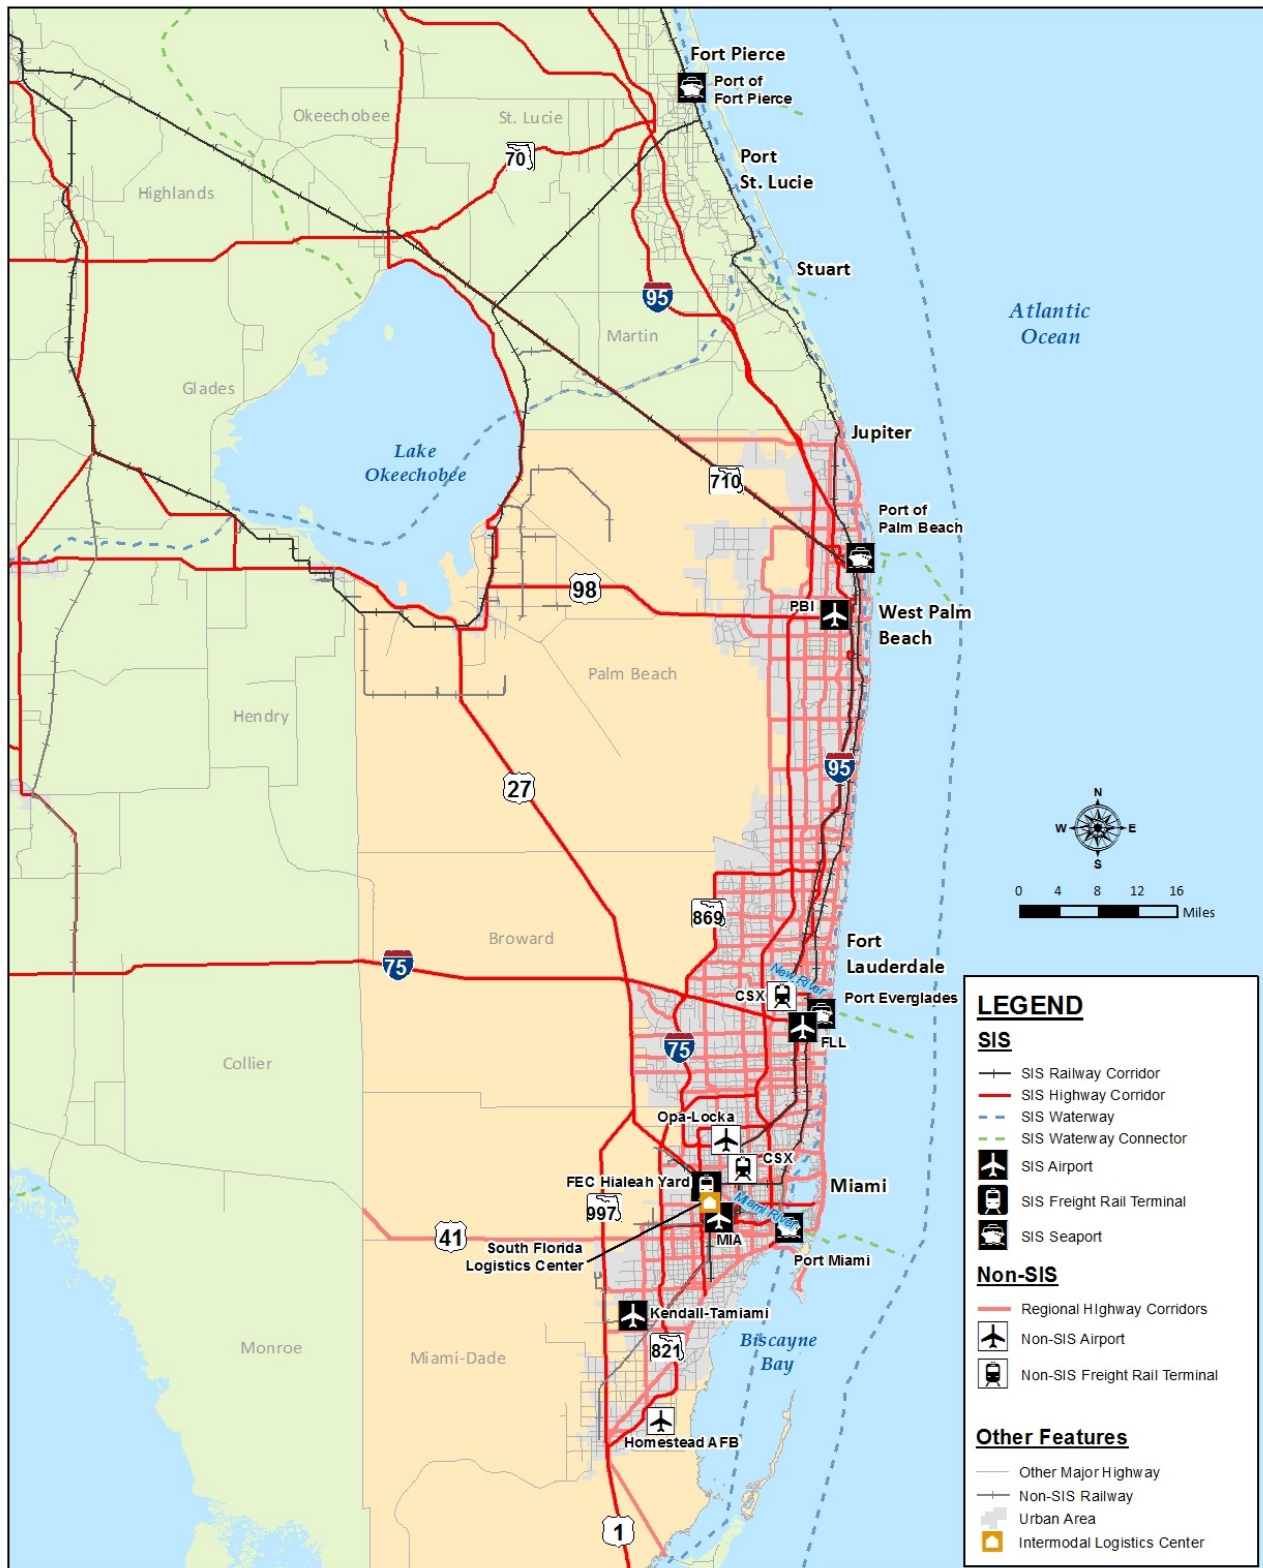 Fort Pierce
Port of
Fort Pierce
Okeechobee
St. Lucie
70
Port
St. Lucie
Highlands
Stuart
95
Atlantic
Ocean
Martin
Glades
Jupiter
Lake
Okeechobee
710
Port of
Palm Beach
98
PBI
West Palm
Beach
Palm Beach
Hendry
95
27
N
W
E
S
0 4 8 12 16
Miles
869
Broward
Fort
Lauderdale
75
New River
CSX
Port Everglades
FLL
75
Collier
Opa-Locka
CSX
FEC Hialeah Yard
Miami
997
Miami River
41
MIA
South Florida
Logistics Center
Port Miami
Kendall-Tamiami
821
Biscayne
Bay
Monroe
Miami-Dade
Homestead AFB
1
LEGEND
SIS
SIS Railway Corridor
SIS Highway Corridor
SIS Waterway
SIS Waterway Connector
SIS Airport
SIS Freight Rail Terminal
SIS Seaport
Non-SIS
Regional HIghway Corridors
Non-SIS Airport
Non-SIS Freight Rail Terminal
Other Features
Other Major Highway
Non-SIS Railway
Urban Area
Intermodal Logistics Center